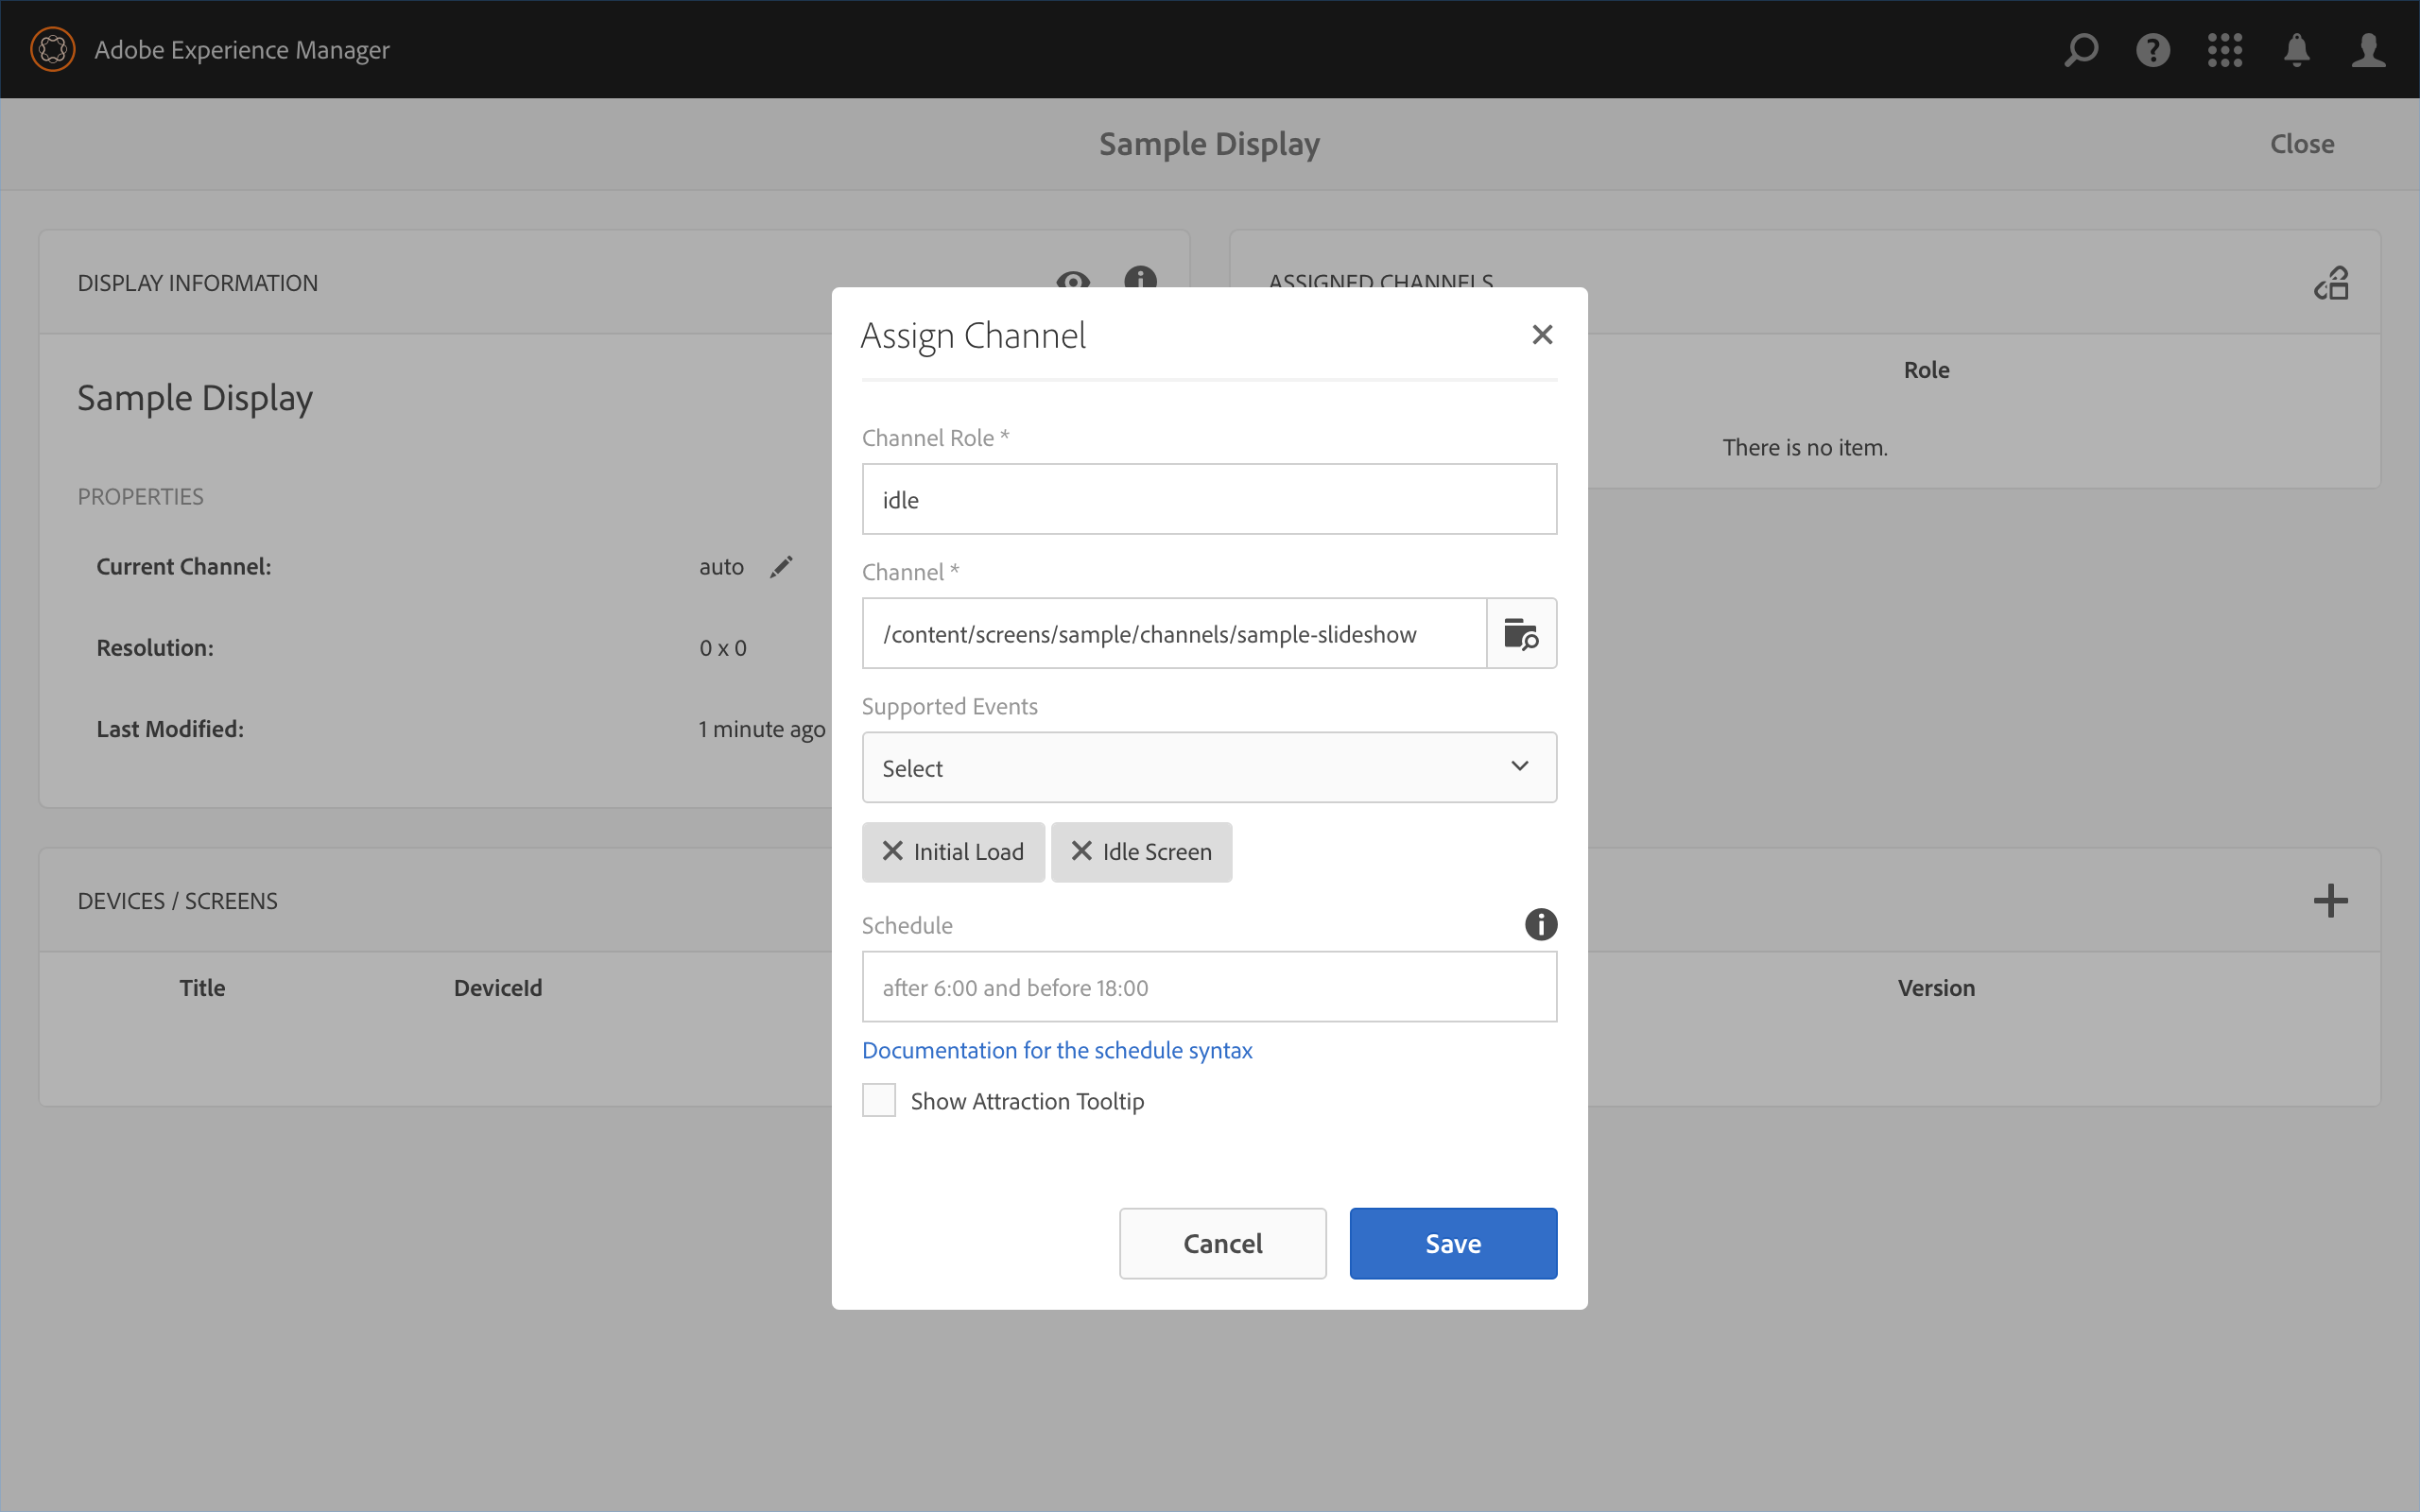 Adobe Experience Manager
Sample Display
Close
DISPLAY INFORMATION
ASSIGNED CHANNELS
Sample Display
PROPERTIES
Current Channel:
auto
Resolution:
0 x 0
Last Modified:
1 minute ago
Role
There is no item.
Assign Channel
Channel Role *
idle
Channel *
/content/screens/sample/channels/sample-slideshow
Supported Events
Select
Initial Load
Idle Screen
Schedule
after 6:00 and before 18:00
Documentation for the schedule syntax
Show Attraction Tooltip
Cancel
Save
DEVICES / SCREENS
Title
DeviceId
Version